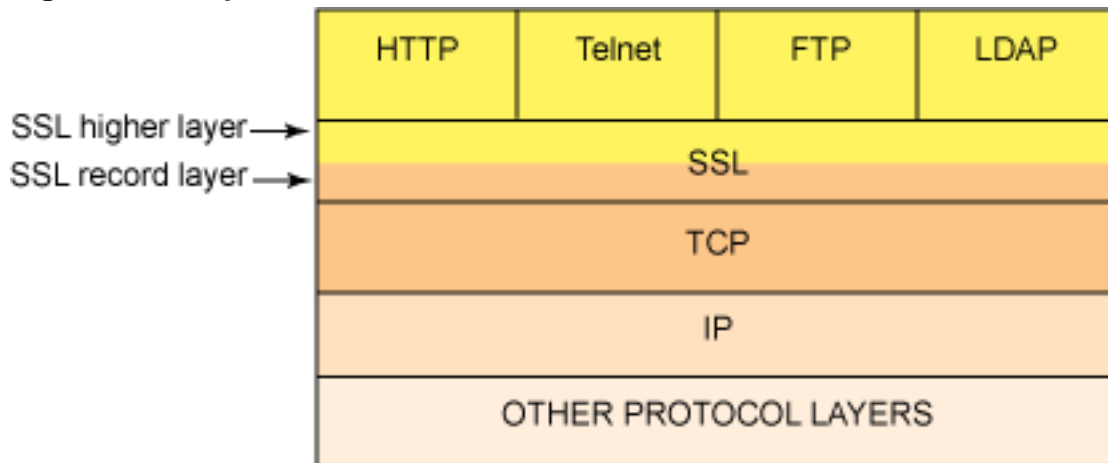 HTTP Telnet FTP LDAP
SSL higher layer
SSL
SSL record layer
TCP
IP
OTHER PROTOCOL LAYERS